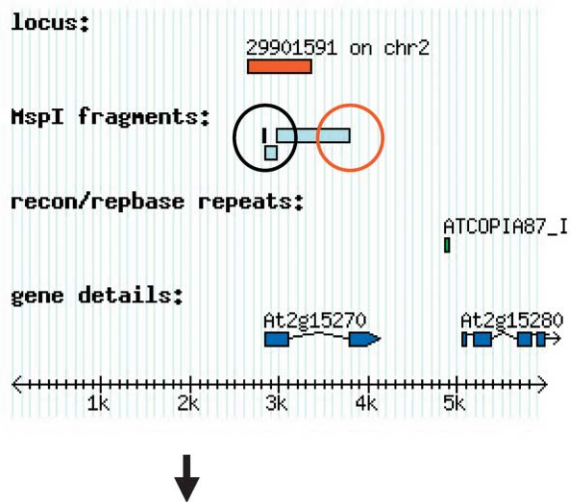 locus:
29901591 on chr2
MspI fragments:
recon/repbase repeats:
ATCOPIA87_I
gene details:
At2g15270 At2g15280
1k 2k 3k 4k 5k